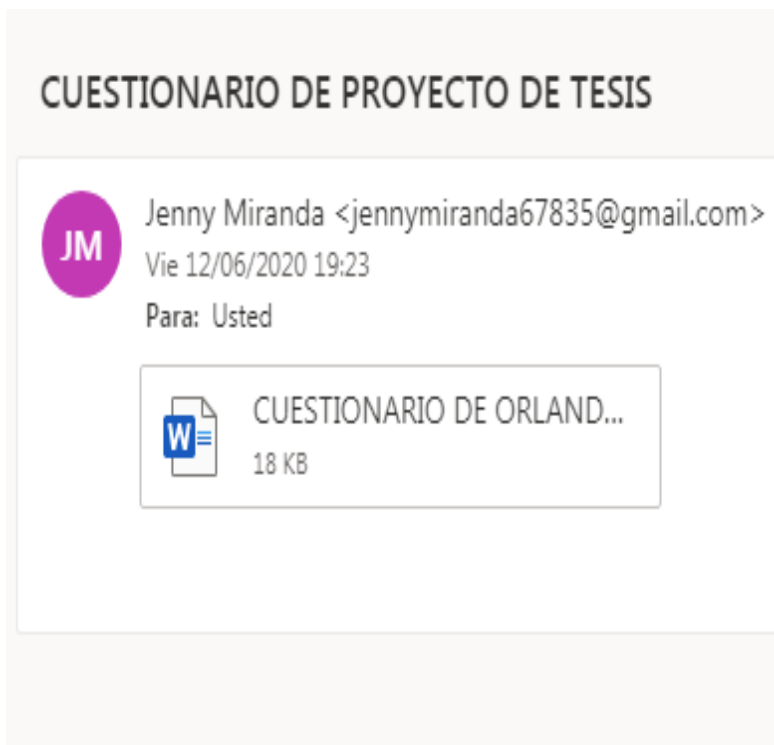 CUESTIONARIO DE PROYECTO DE TESIS
JM
Jenny Miranda <jennymiranda67835@gmail.com>
Vie 12/06/2020 19:23
Para: Usted
W
CUESTIONARIO DE ORLAND...
18 KB